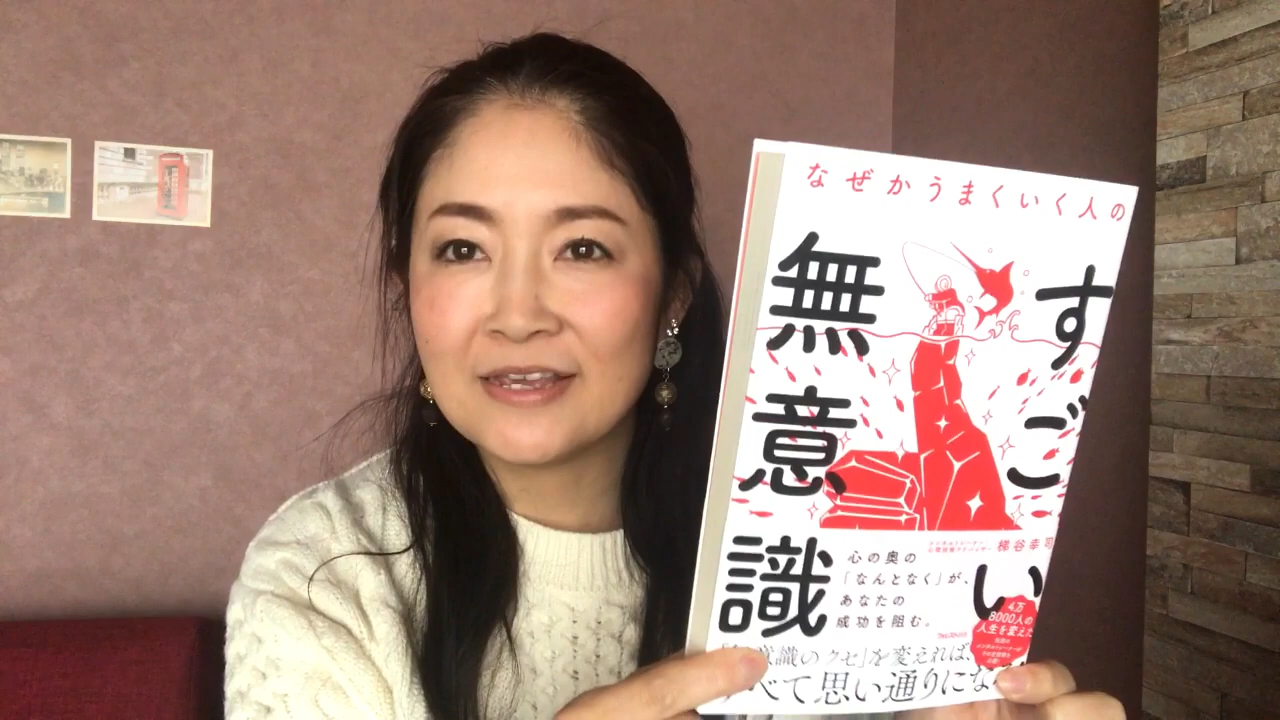 なぜかうまくいく人の
すごい
無意識
梯谷幸司
心の奥の
「なんとなく」が、
あなたの
成功を阻む。
4万
8000人の
人生を変えた
識のクセ」を変えれば、
べて思い通りにな